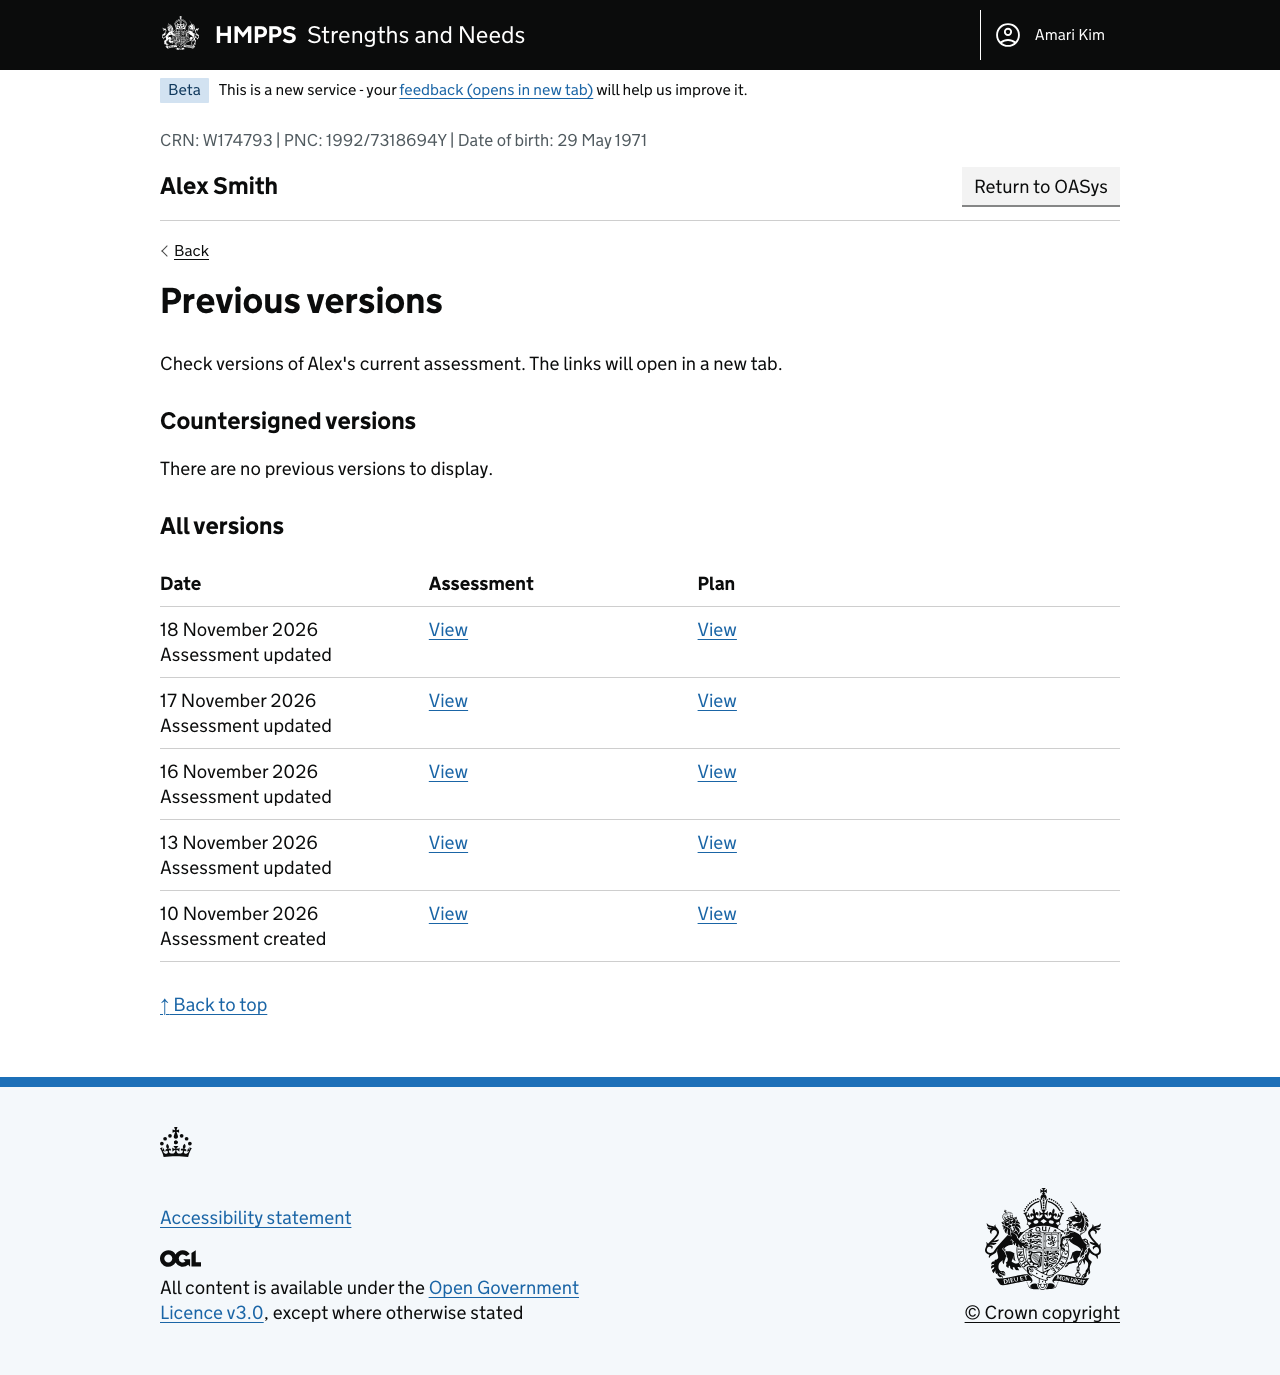 HMPPS Strengths and Needs
Amari Kim
Beta This is a new service - your feedback (opens in new tab) will help us improve it.
CRN: W174793 | PNC: 1992/7318694Y | Date of birth: 29 May 1971
Alex Smith
Return to OASys
Back
Previous versions
Check versions of Alex's current assessment. The links will open in a new tab.
Countersigned versions
There are no previous versions to display.
All versions
Date Assessment Plan
18 November 2026 View View
Assessment updated
17 November 2026 View View
Assessment updated
16 November 2026 View View
Assessment updated
13 November 2026 View View
Assessment updated
10 November 2026 View View
Assessment created
↑ Back to top
Accessibility statement
OGL
All content is available under the Open Government
Licence v3.0, except where otherwise stated
© Crown copyright